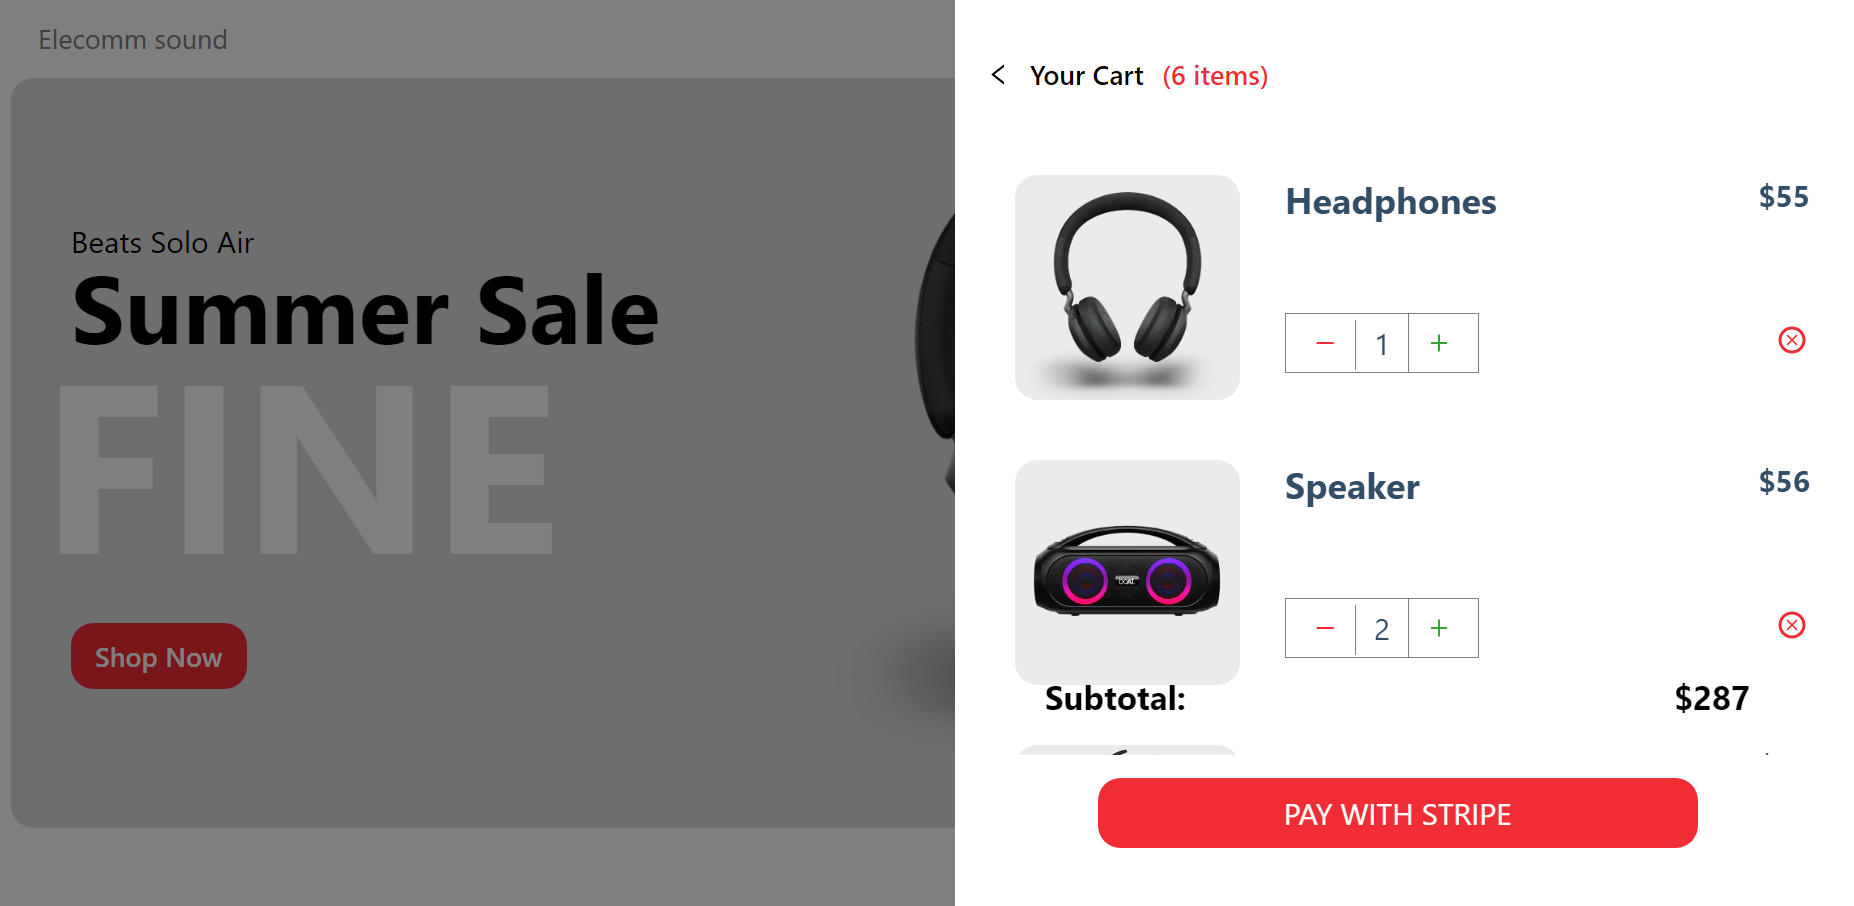 Elecomm sound
Beats Solo Air
Summer Sale
FINE
Shop Now
Your Cart (6 items)
Headphones $55
1
Speaker $56
boAt
2
Subtotal: $287
PAY WITH STRIPE